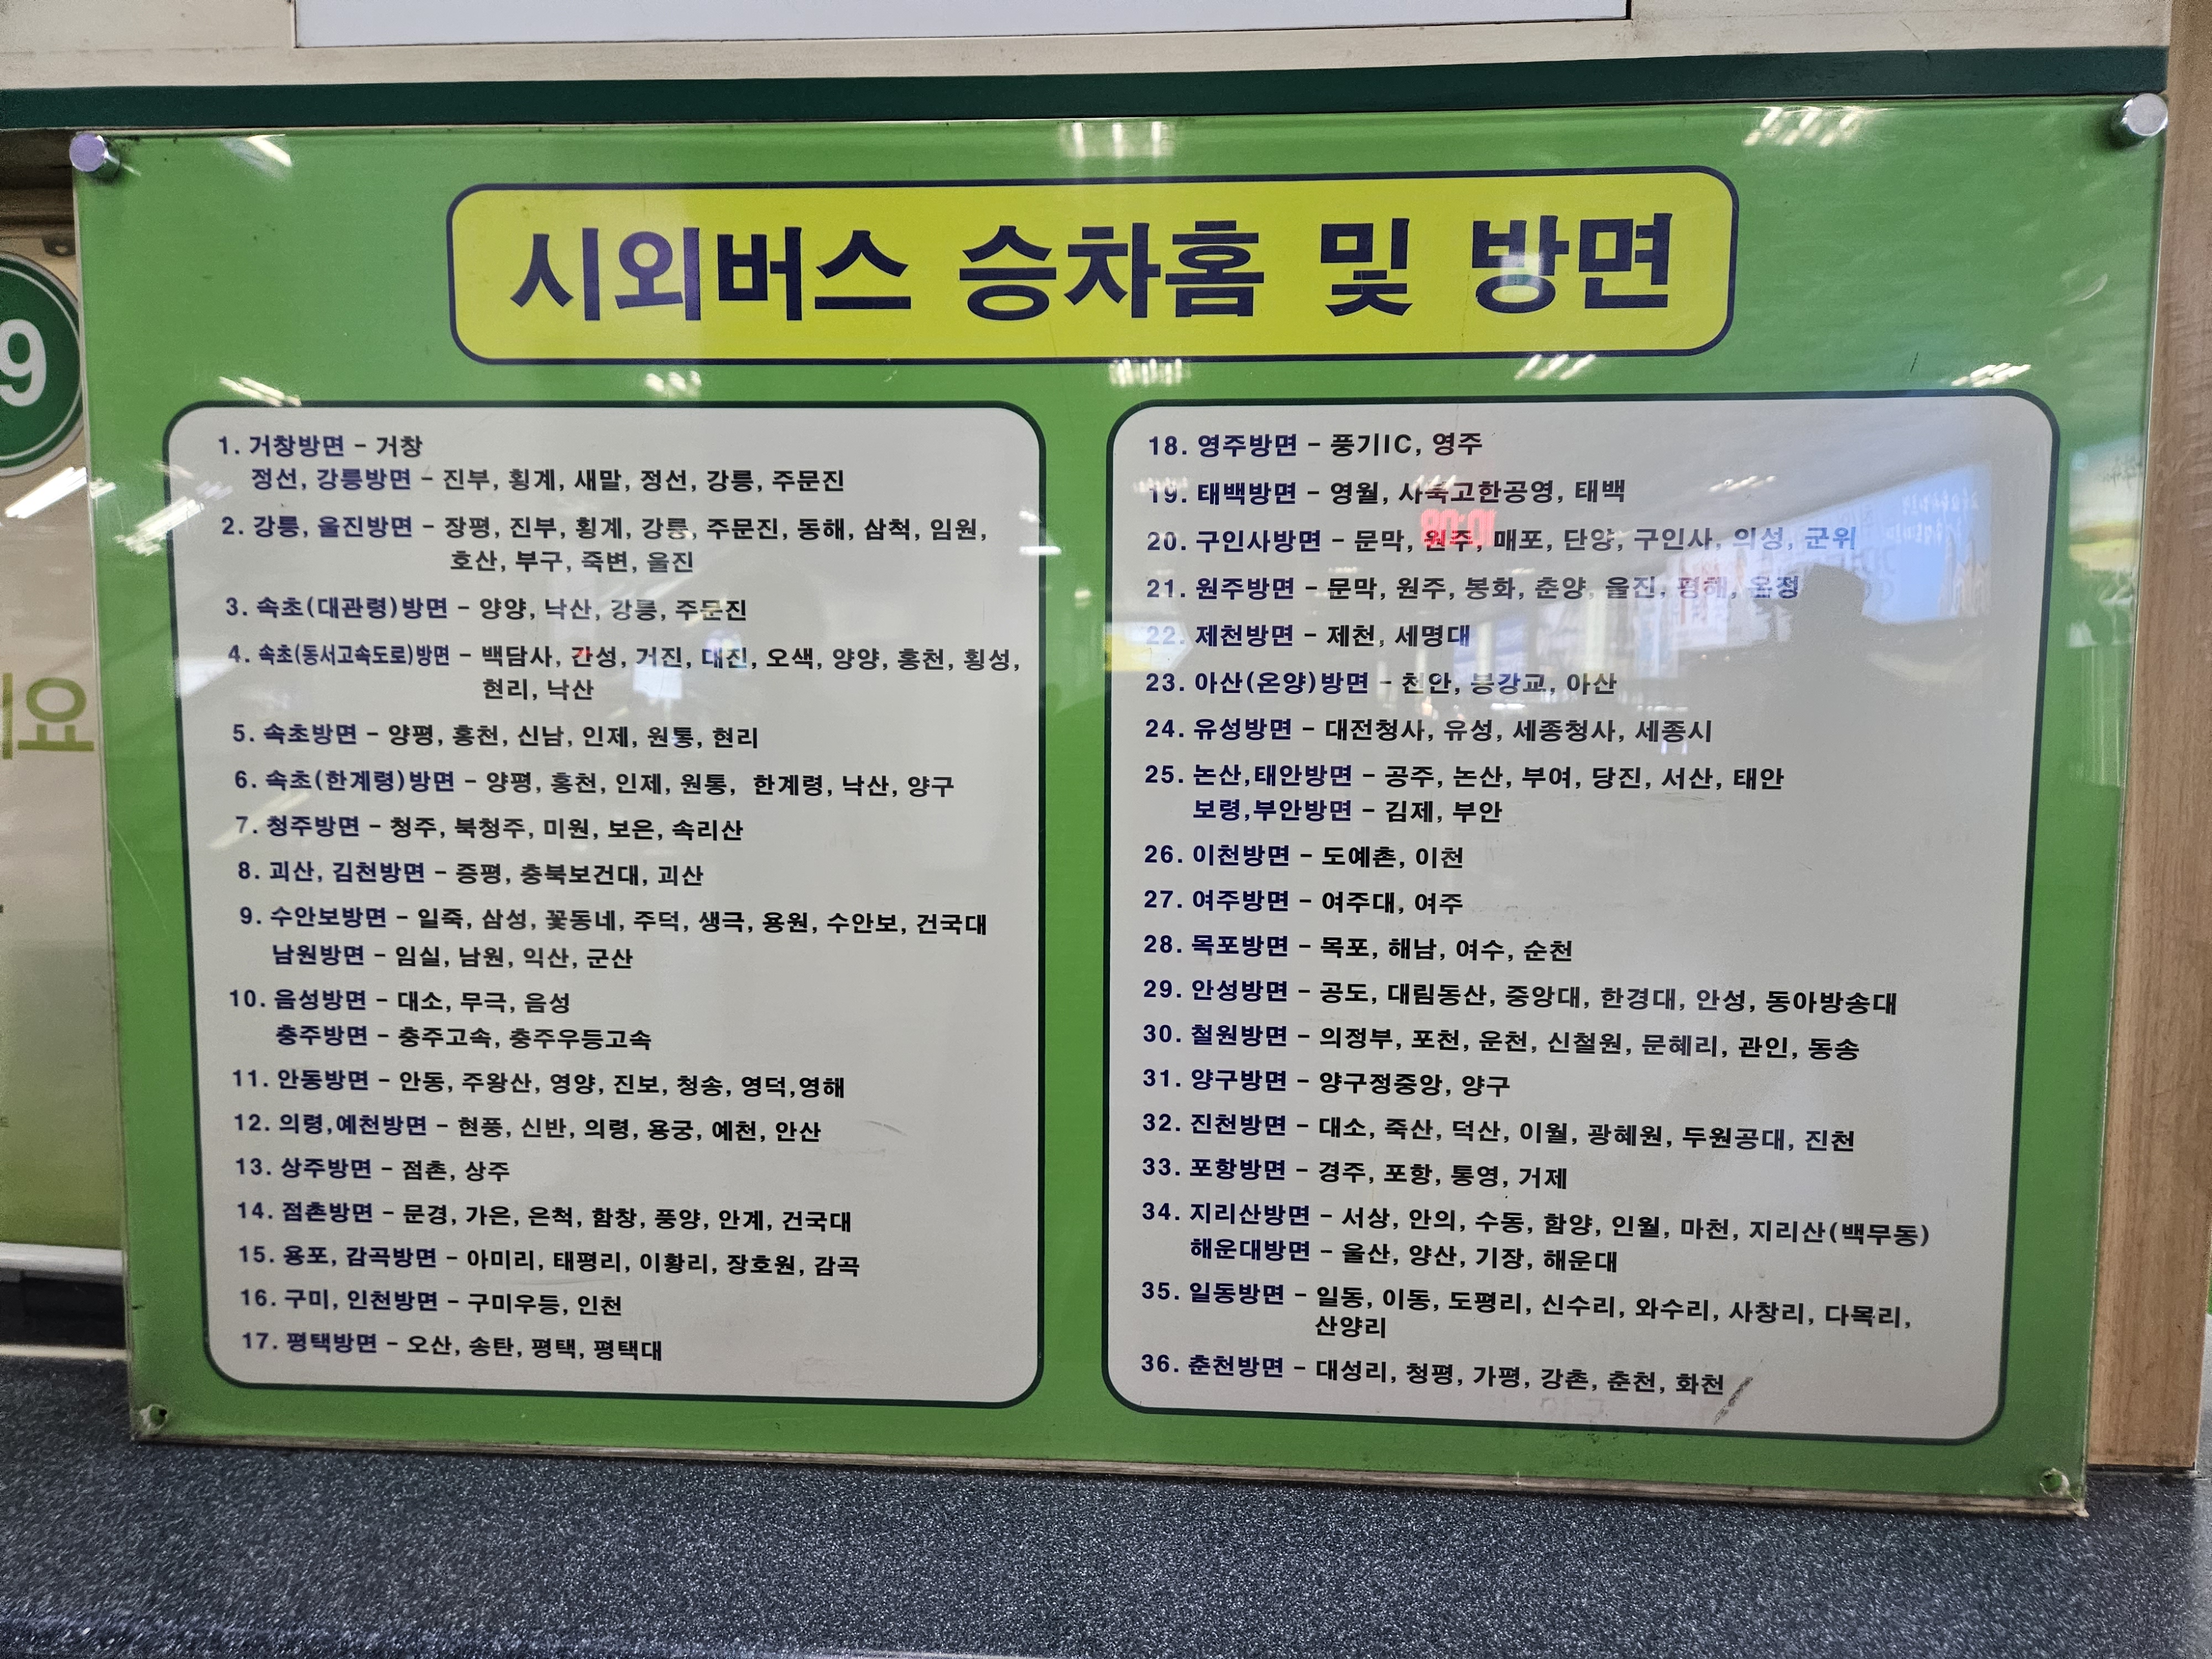 시외버스 승차홈 및 방면
1. 거창방면 - 거창
정선, 강릉방면 - 진부, 횡계, 새말, 정선, 강릉, 주문진
2. 강릉, 울진방면 - 장평, 진부, 횡계, 강릉, 주문진, 동해, 삼척, 임원,
호산, 부구, 죽변, 울진
3. 속초(대관령)방면 - 양양, 낙산, 강릉, 주문진
4. 속초(동서고속도로)방면 - 백담사, 간성, 거진, 대진, 오색, 양양, 홍천, 횡성,
현리, 낙산
5. 속초방면 - 양평, 홍천, 신남, 인제, 원통, 현리
6. 속초(한계령)방면 - 양평, 홍천, 인제, 원통, 한계령, 낙산, 양구
7. 청주방면 - 청주, 북청주, 미원, 보은, 속리산
8. 괴산, 김천방면 - 증평, 충북보건대, 괴산
9. 수안보방면 - 일죽, 삼성, 꽃동네, 주덕, 생극, 용원, 수안보, 건국대
남원방면 - 임실, 남원, 익산, 군산
10. 음성방면 - 대소, 무극, 음성
충주방면 - 충주고속, 충주우등고속
11. 안동방면 - 안동, 주왕산, 영양, 진보, 청송, 영덕,영해
12. 의령,예천방면 - 현풍, 신반, 의령, 용궁, 예천, 안산
13. 상주방면 - 점촌, 상주
14. 점촌방면 - 문경, 가은, 은척, 함창, 풍양, 안계, 건국대
15. 용포, 감곡방면 - 아미리, 태평리, 이황리, 장호원, 감곡
16. 구미, 인천방면 - 구미우등, 인천
17. 평택방면 - 오산, 송탄, 평택, 평택대
18. 영주방면 - 풍기IC, 영주
19. 태백방면 - 영월, 사북고한공영, 태백
20. 구인사방면 - 문막, 원주, 매포, 단양, 구인사, 의성, 군위
21. 원주방면 - 문막, 원주, 봉화, 춘양, 울진, 평해, 온정
22. 제천방면 - 제천, 세명대
23. 아산(온양)방면 - 천안, 봉강교, 아산
24. 유성방면 - 대전청사, 유성, 세종청사, 세종시
25. 논산,태안방면 - 공주, 논산, 부여, 당진, 서산, 태안
보령,부안방면 - 김제, 부안
26. 이천방면 - 도예촌, 이천
27. 여주방면 - 여주대, 여주
28. 목포방면 - 목포, 해남, 여수, 순천
29. 안성방면 - 공도, 대림동산, 중앙대, 한경대, 안성, 동아방송대
30. 철원방면 - 의정부, 포천, 운천, 신철원, 문혜리, 관인, 동송
31. 양구방면 - 양구정중앙, 양구
32. 진천방면 - 대소, 죽산, 덕산, 이월, 광혜원, 두원공대, 진천
33. 포항방면 - 경주, 포항, 통영, 거제
34. 지리산방면 - 서상, 안의, 수동, 함양, 인월, 마천, 지리산(백무동)
해운대방면 - 울산, 양산, 기장, 해운대
35. 일동방면 - 일동, 이동, 도평리, 신수리, 와수리, 사창리, 다목리,
산양리
36. 춘천방면 - 대성리, 청평, 가평, 강촌, 춘천, 화천
9
요